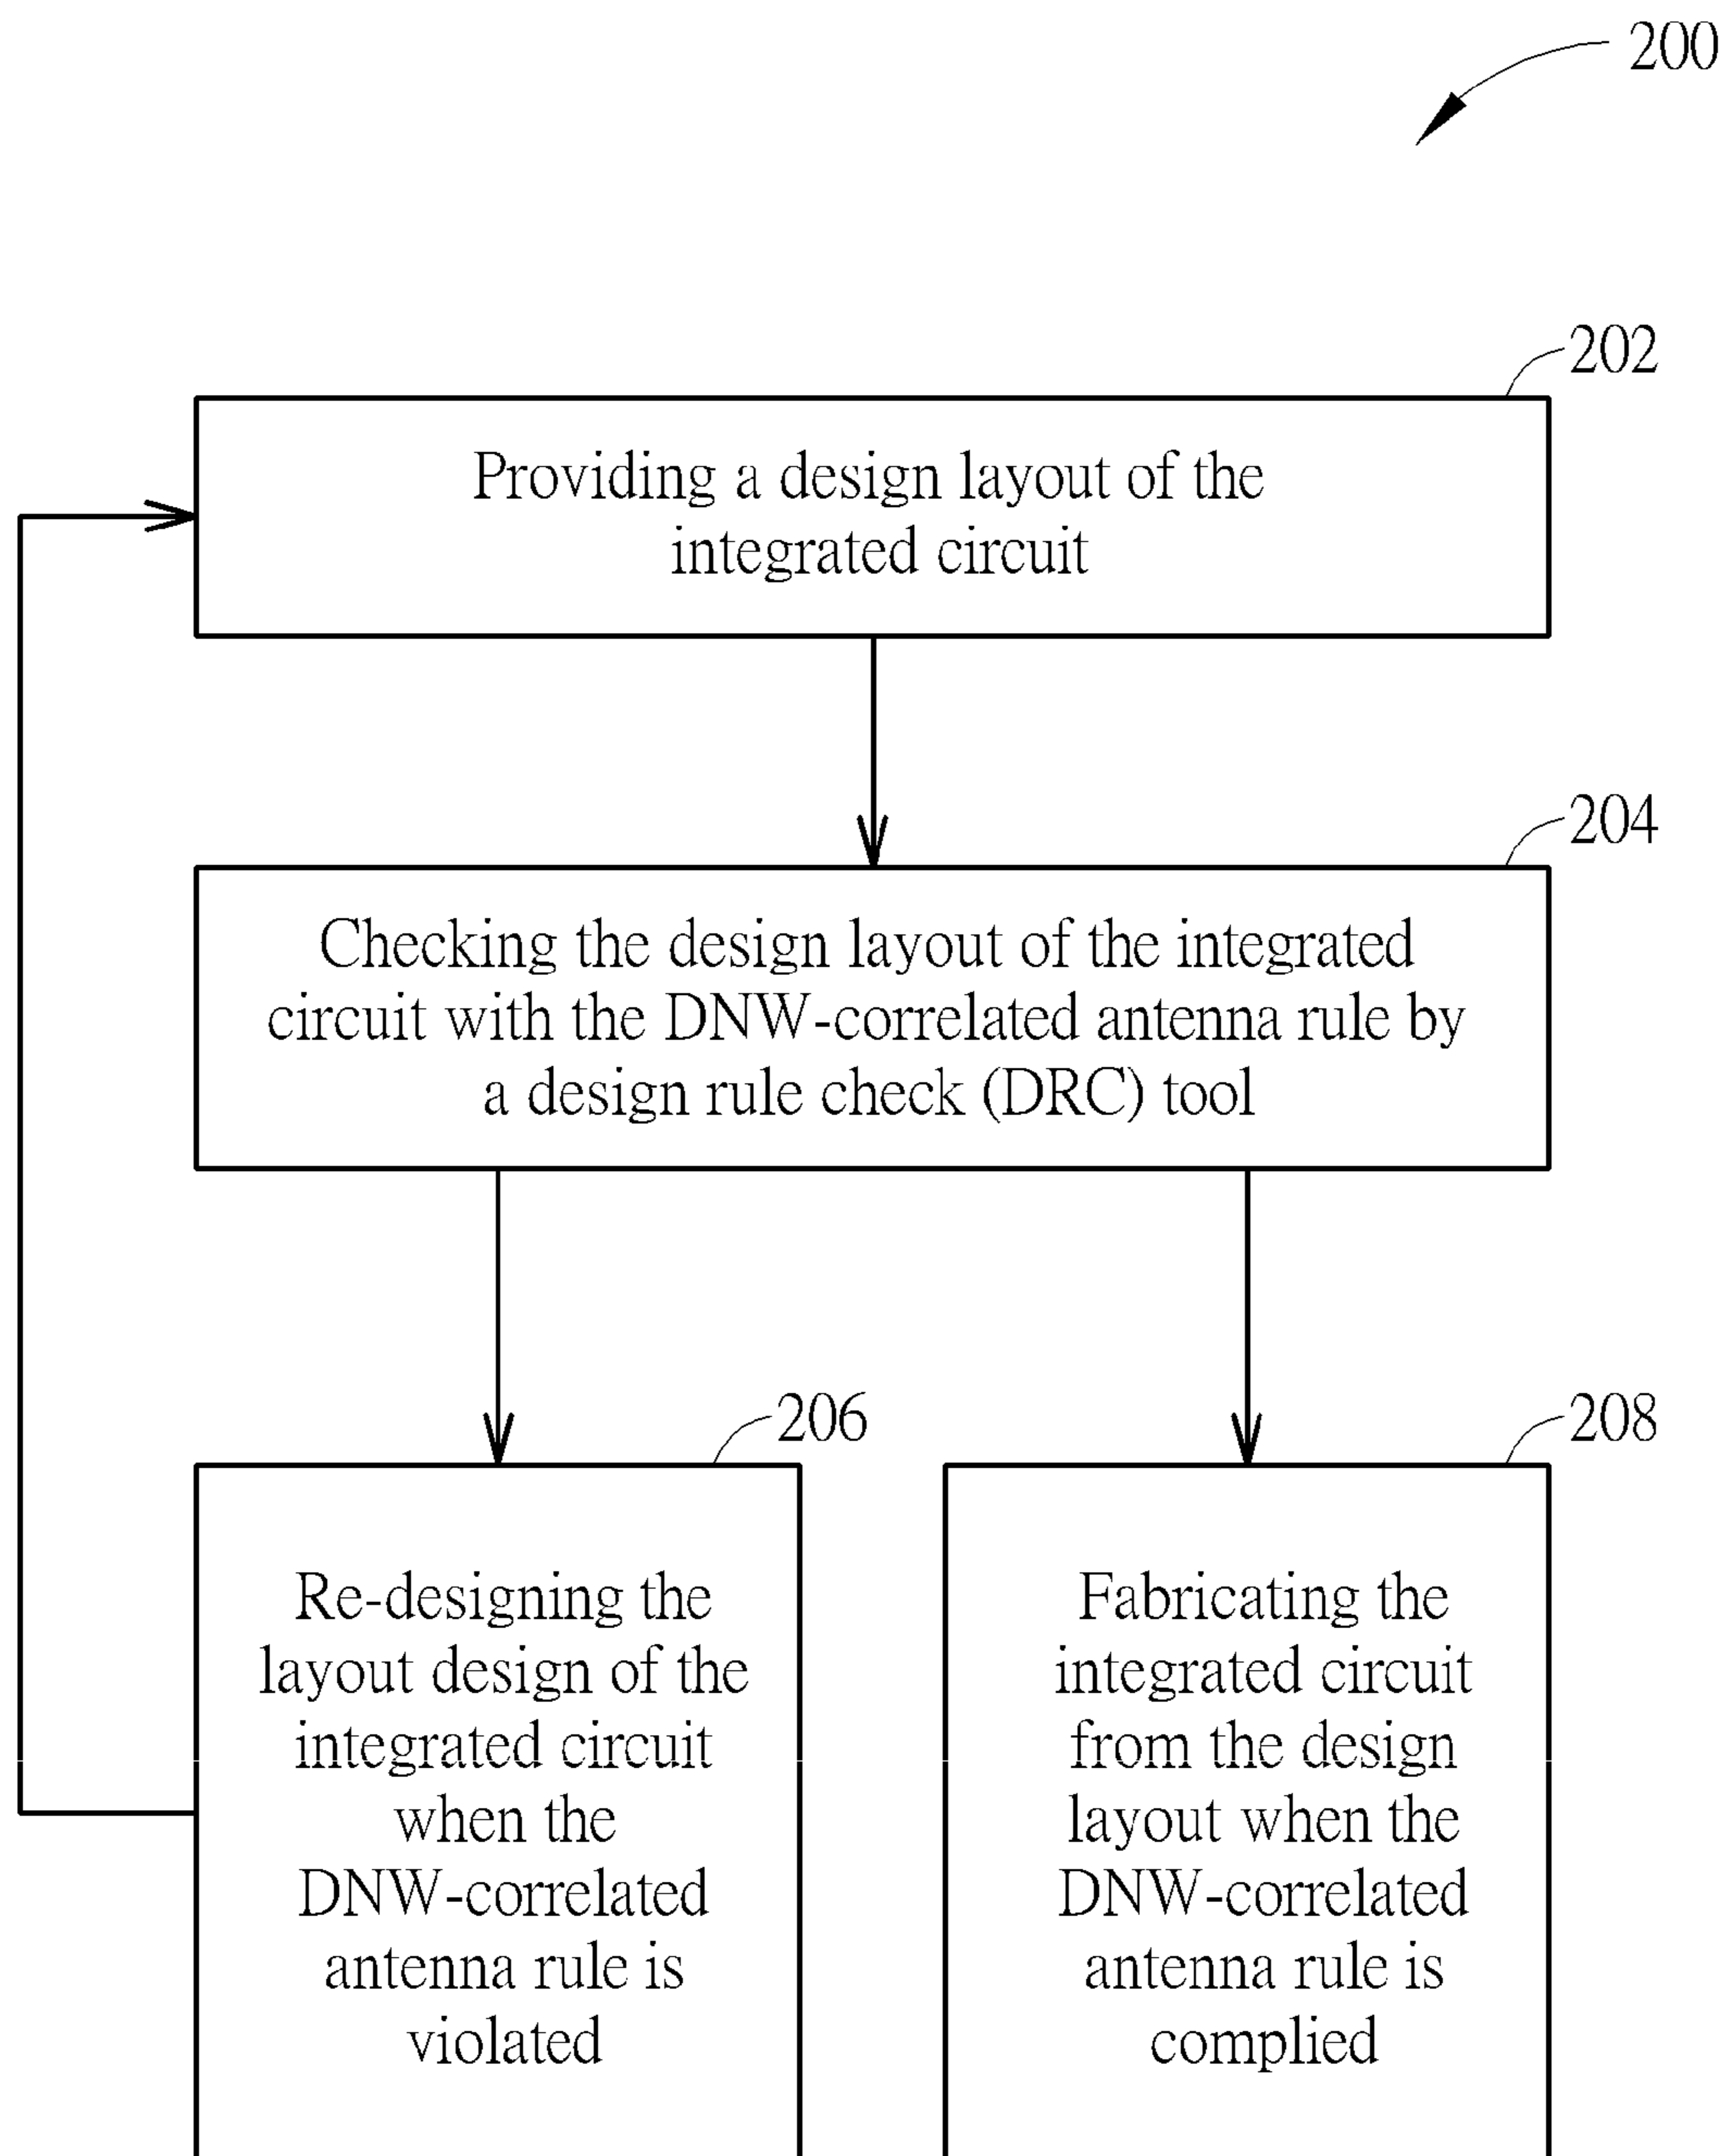 200
202
Providing a design layout of the
integrated circuit
204
Checking the design layout of the integrated
circuit with the DNW-correlated antenna rule by
a design rule check (DRC) tool
206
Re-designing the
layout design of the
integrated circuit
when the
DNW-correlated
antenna rule is
violated
208
Fabricating the
integrated circuit
from the design
layout when the
DNW-correlated
antenna rule is
complied